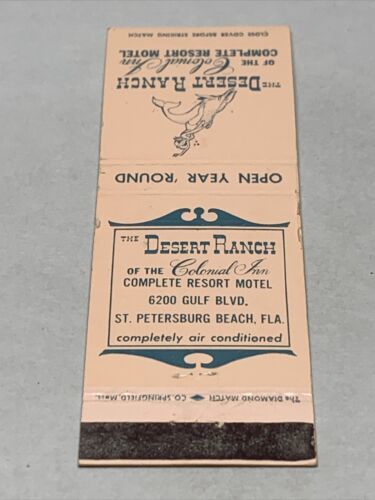 CLOSE COVER BEFORE STRIKING MATCH
THE DESERT RANCH
OF THE Colonial Inn
COMPLETE RESORT MOTEL
OPEN YEAR 'ROUND
THE DESERT RANCH
OF THE Colonial Inn
COMPLETE RESORT MOTEL
6200 GULF BLVD.
ST. PETERSBURG BEACH, FLA.
completely air conditioned
The DIAMOND MATCH CO. SPRINGFIELD, Mass.